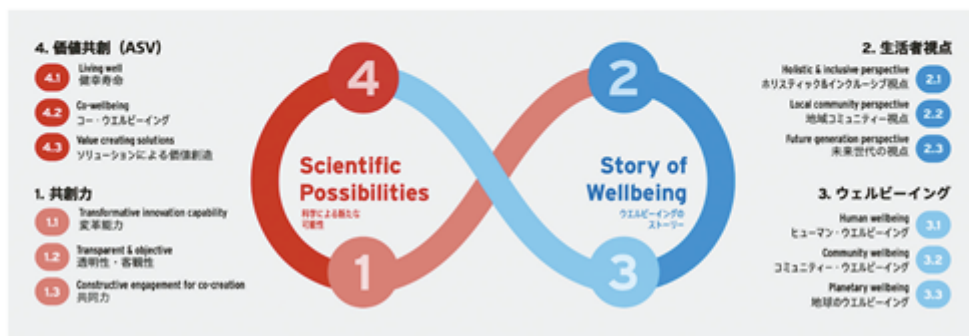 4. 価値共創（ASV）
4.1
Living well
健幸寿命
4.2
Co-wellbeing
コー・ウエルビーイング
4.3
Value creating solutions
ソリューションによる価値創造
1. 共創力
1.1
Transformative innovation capability
変革能力
1.2
Transparent & objective
透明性・客観性
1.3
Constructive engagement for co-creation
共同力
4
Scientific
Possibilities
科学による新たな
可能性
1
2
Story of
Wellbeing
ウエルビーイングの
ストーリー
3
2. 生活者視点
Holistic & inclusive perspective
ホリスティック&インクルーシブ視点
2.1
Local community perspective
地域コミュニティー視点
2.2
Future generation perspective
未来世代の視点
2.3
3. ウェルビーイング
Human wellbeing
ヒューマン・ウエルビーイング
3.1
Community wellbeing
コミュニティー・ウエルビーイング
3.2
Planetary wellbeing
地球のウエルビーイング
3.3